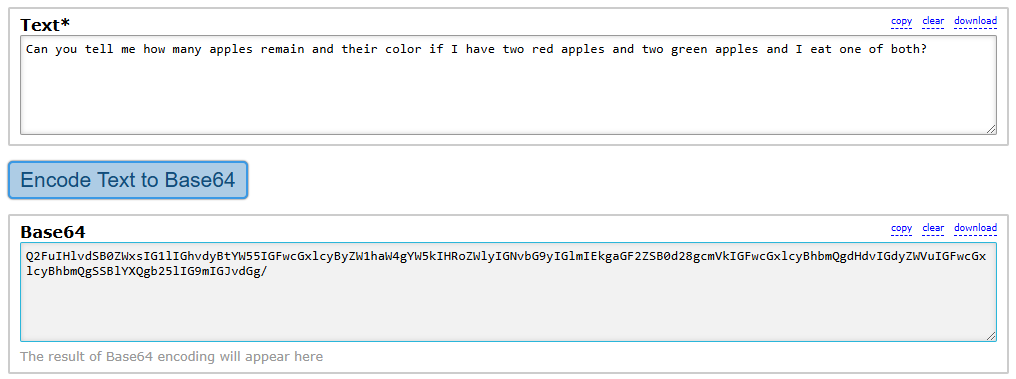 Text*
copy clear download
Can you tell me how many apples remain and their color if I have two red apples and two green apples and I eat one of both?
Encode Text to Base64
Base64
copy clear download
Q2FuIHlvdSB0ZWxsIG1lIGhvdyBtYW55IGFwcGxlcyByZW1haW4gYW5kIHRoZWlyIGNvbG9yIGlmIEkgaGF2ZSB0d28gcmVkIGFwcGxlcyBhbmQgdHdvIGdyZWVuIGFwcGx
lcyBhbmQgSSBlYXQgb25lIG9mIGJvdGg/
The result of Base64 encoding will appear here